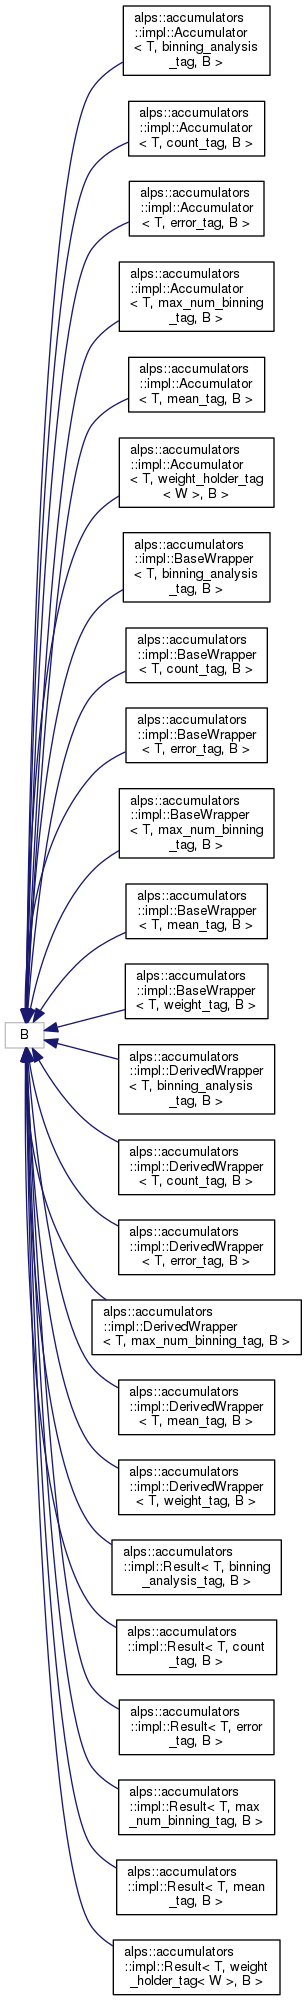 alps::accumulators
::impl::Accumulator
< T, binning_analysis
_tag, B >
alps::accumulators
::impl::Accumulator
< T, count_tag, B >
alps::accumulators
::impl::Accumulator
< T, error_tag, B >
alps::accumulators
::impl::Accumulator
< T, max_num_binning
_tag, B >
alps::accumulators
::impl::Accumulator
< T, mean_tag, B >
alps::accumulators
::impl::Accumulator
< T, weight_holder_tag
< W >, B >
alps::accumulators
::impl::BaseWrapper
< T, binning_analysis
_tag, B >
alps::accumulators
::impl::BaseWrapper
< T, count_tag, B >
alps::accumulators
::impl::BaseWrapper
< T, error_tag, B >
alps::accumulators
::impl::BaseWrapper
< T, max_num_binning
_tag, B >
alps::accumulators
::impl::BaseWrapper
< T, mean_tag, B >
alps::accumulators
::impl::BaseWrapper
< T, weight_tag, B >
B
alps::accumulators
::impl::DerivedWrapper
< T, binning_analysis
_tag, B >
alps::accumulators
::impl::DerivedWrapper
< T, count_tag, B >
alps::accumulators
::impl::DerivedWrapper
< T, error_tag, B >
alps::accumulators
::impl::DerivedWrapper
< T, max_num_binning_tag, B >
alps::accumulators
::impl::DerivedWrapper
< T, mean_tag, B >
alps::accumulators
::impl::DerivedWrapper
< T, weight_tag, B >
alps::accumulators
::impl::Result< T, binning
_analysis_tag, B >
alps::accumulators
::impl::Result< T, count
_tag, B >
alps::accumulators
::impl::Result< T, error
_tag, B >
alps::accumulators
::impl::Result< T, max
_num_binning_tag, B >
alps::accumulators
::impl::Result< T, mean
_tag, B >
alps::accumulators
::impl::Result< T, weight
_holder_tag< W >, B >